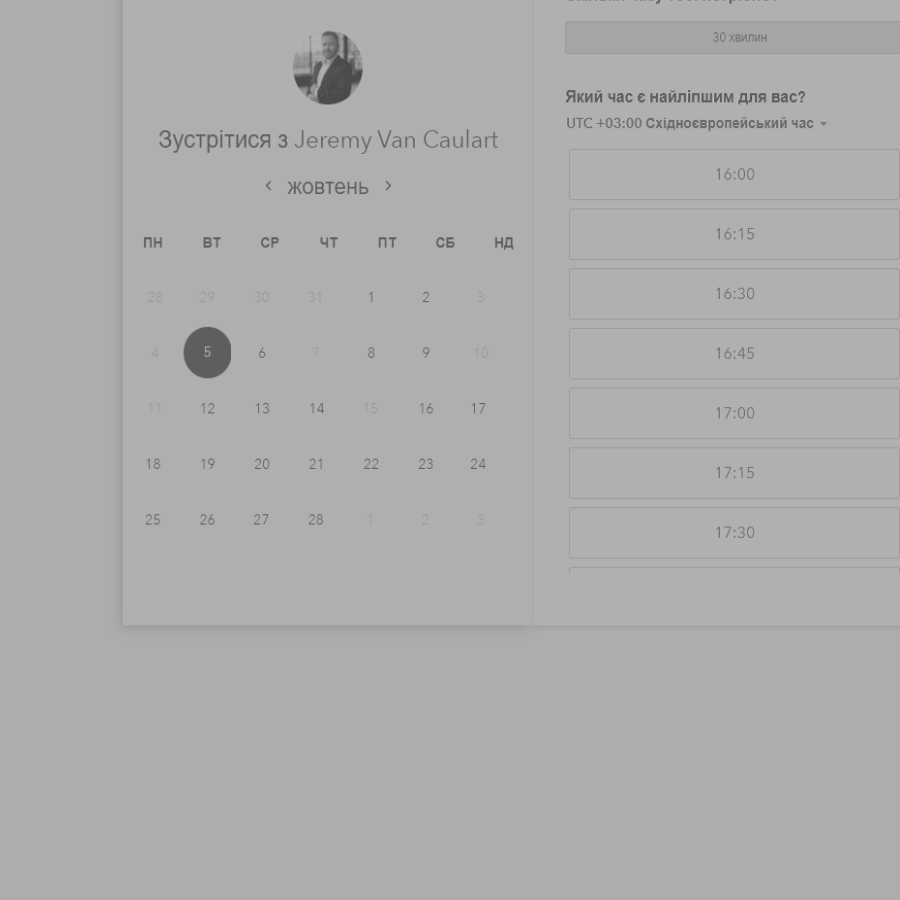 Зустрітися з Jeremy Van Caulart
жовтень
ПН ВТ СР ЧТ ПТ СБ НД
28 29 30 31 1 2 3
4 5 6 7 8 9 10
11 12 13 14 15 16 17
18 19 20 21 22 23 24
25 26 27 28 1 2 3
30 хвилин
Який час є найліпшим для вас?
UTC +03:00 Східноєвропейський час
16:00
16:15
16:30
16:45
17:00
17:15
17:30